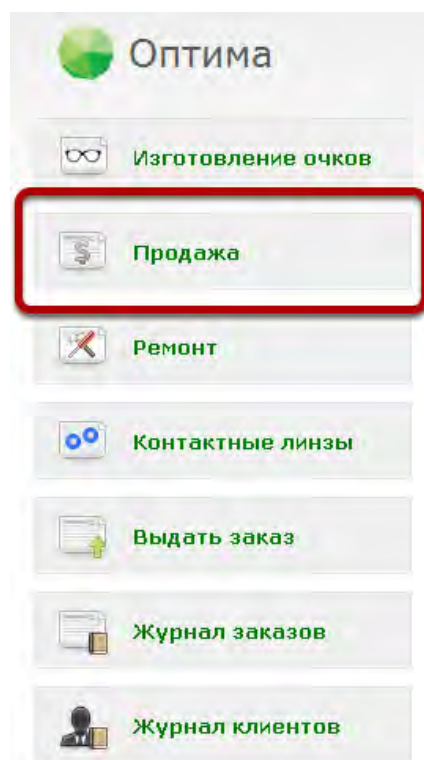 Оптима
Изготовление очков
Продажа
Ремонт
Контактные линзы
Выдать заказ
Журнал заказов
Журнал клиентов